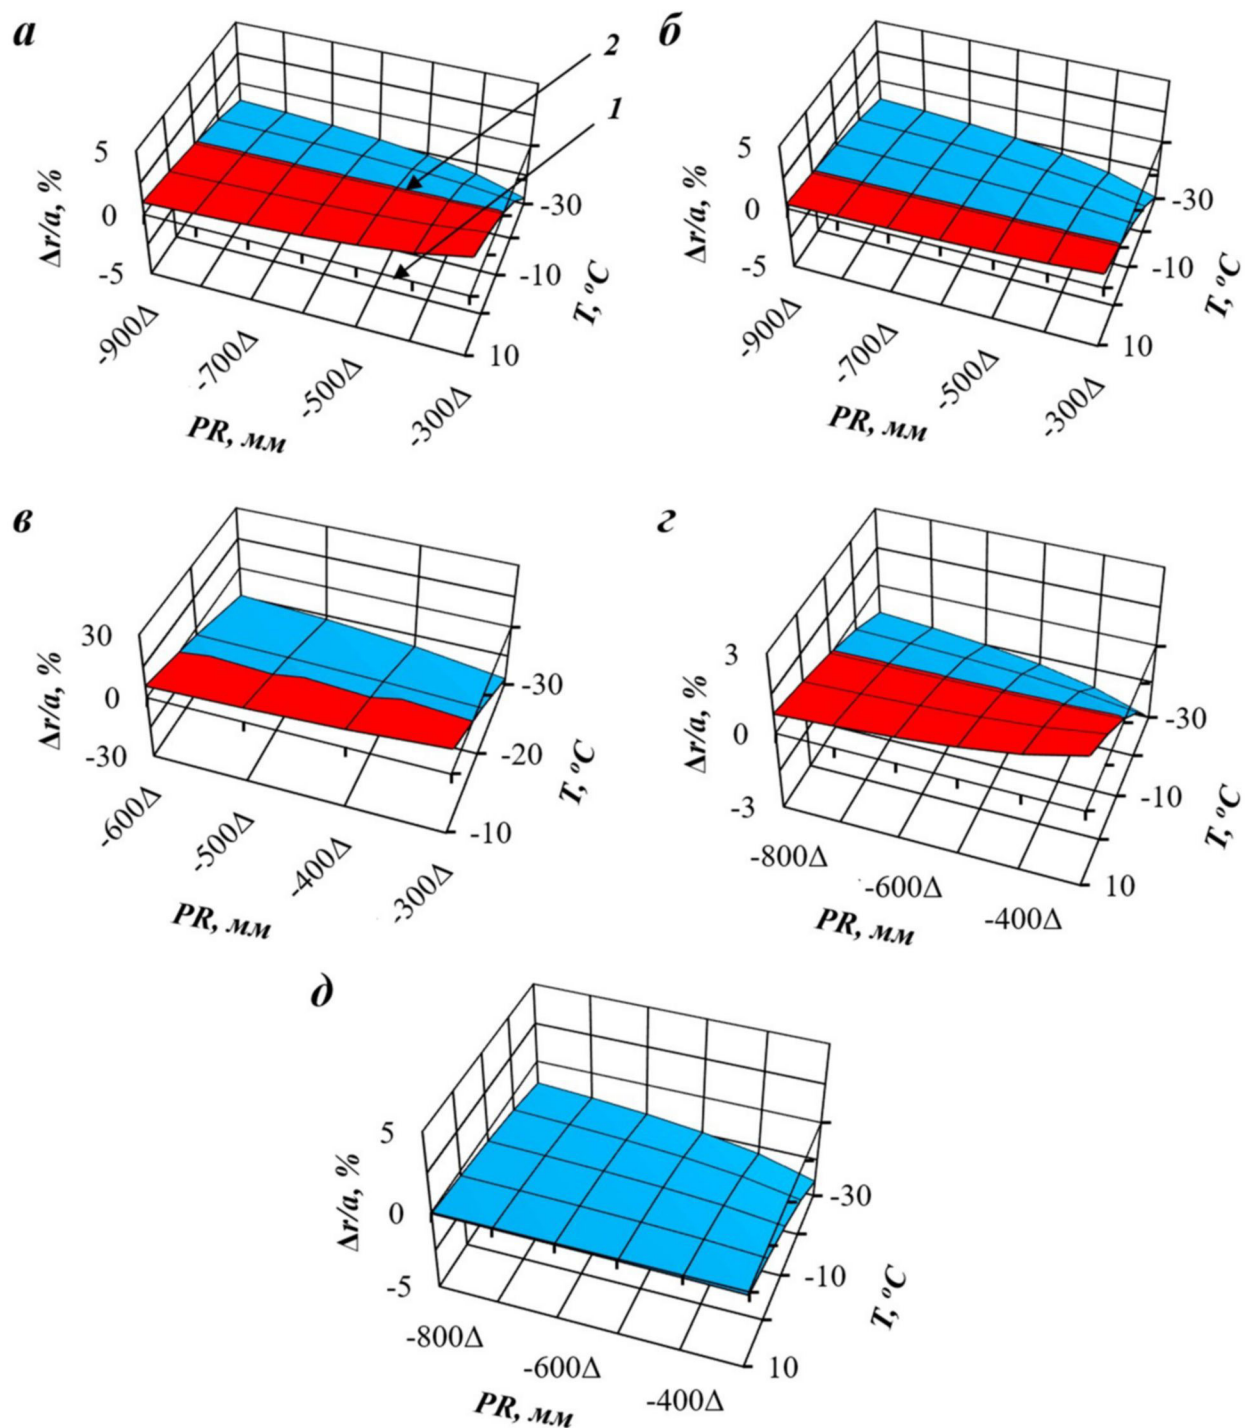 а
2
1
5
0
-5
Δr/a, %
-30
-10
10
T, °C
-900Δ
-700Δ
-500Δ
-300Δ
PR, мм
б
5
0
-5
Δr/a, %
-30
-10
10
T, °C
-900Δ
-700Δ
-500Δ
-300Δ
PR, мм
в
30
0
-30
Δr/a, %
-30
-20
-10
T, °C
-600Δ
-500Δ
-400Δ
-300Δ
PR, мм
г
3
0
-3
Δr/a, %
-30
-10
10
T, °C
-800Δ
-600Δ
-400Δ
PR, мм
д
5
0
-5
Δr/a, %
-30
-10
10
T, °C
-800Δ
-600Δ
-400Δ
PR, мм